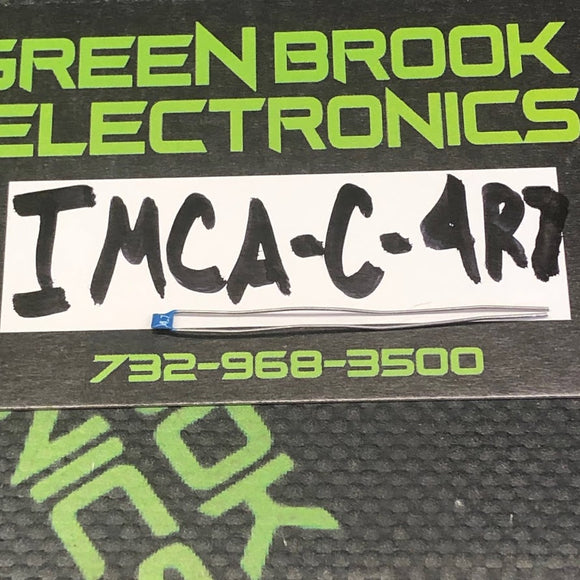 GREEN BROOK
ELECTRONICS
IMCA-C-4R7
732-968-3500